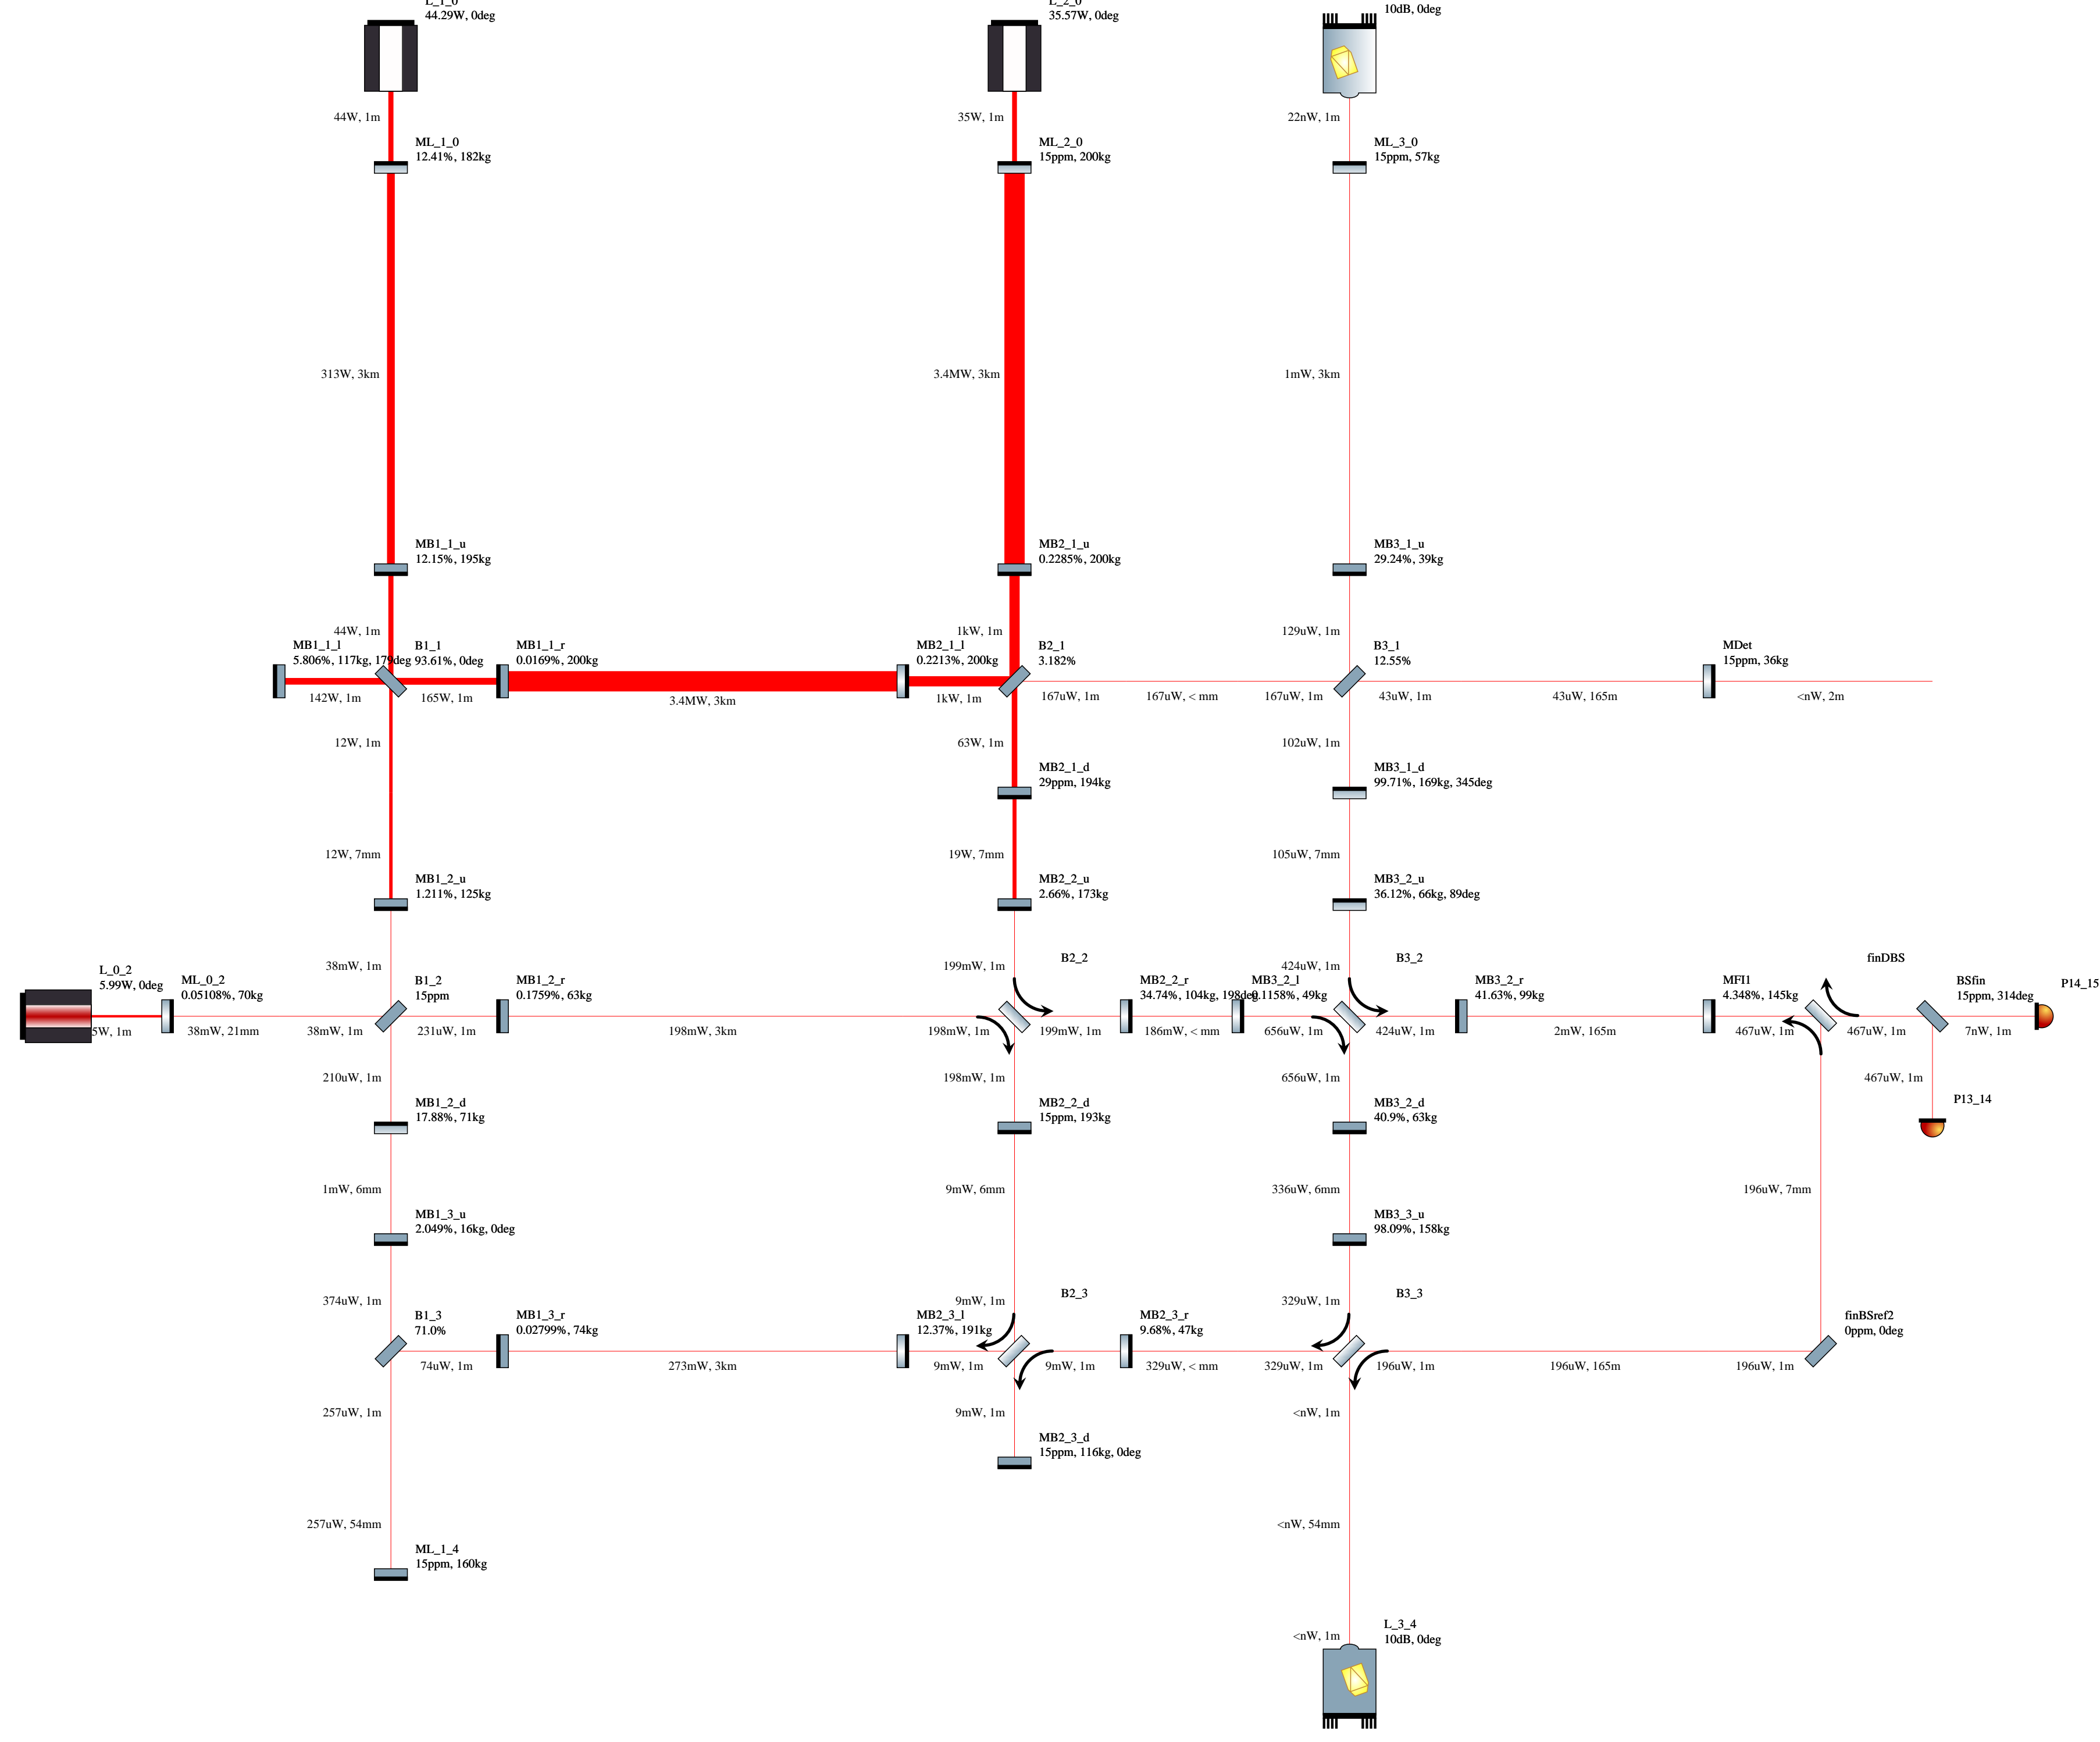 L_1_0
44.29W, 0deg
L_2_0
35.57W, 0deg
10dB, 0deg
44W, 1m
35W, 1m
22nW, 1m
ML_1_0
12.41%, 182kg
ML_2_0
15ppm, 200kg
ML_3_0
15ppm, 57kg
313W, 3km
3.4MW, 3km
1mW, 3km
MB1_1_u
12.15%, 195kg
MB2_1_u
0.2285%, 200kg
MB3_1_u
29.24%, 39kg
44W, 1m
1kW, 1m
129uW, 1m
MB1_1_l
5.806%, 117kg, 179deg
B1_1
93.61%, 0deg
MB1_1_r
0.0169%, 200kg
MB2_1_l
0.2213%, 200kg
B2_1
3.182%
B3_1
12.55%
MDet
15ppm, 36kg
142W, 1m
165W, 1m
3.4MW, 3km
1kW, 1m
167uW, 1m
167uW, < mm
167uW, 1m
43uW, 1m
43uW, 165m
<nW, 2m
12W, 1m
63W, 1m
102uW, 1m
MB2_1_d
29ppm, 194kg
MB3_1_d
99.71%, 169kg, 345deg
12W, 7mm
19W, 7mm
105uW, 7mm
MB1_2_u
1.211%, 125kg
MB2_2_u
2.66%, 173kg
MB3_2_u
36.12%, 66kg, 89deg
38mW, 1m
199mW, 1m
B2_2
424uW, 1m
B3_2
finDBS
L_0_2
5.99W, 0deg
ML_0_2
0.05108%, 70kg
B1_2
15ppm
MB1_2_r
0.1759%, 63kg
MB2_2_r
34.74%, 104kg, 198deg
MB3_2_l
0.1158%, 49kg
MB3_2_r
41.63%, 99kg
MFI1
4.348%, 145kg
BSfin
15ppm, 314deg
P14_15
5W, 1m
38mW, 21mm
38mW, 1m
231uW, 1m
198mW, 3km
198mW, 1m
199mW, 1m
186mW, < mm
656uW, 1m
424uW, 1m
2mW, 165m
467uW, 1m
467uW, 1m
7nW, 1m
210uW, 1m
198mW, 1m
656uW, 1m
467uW, 1m
MB1_2_d
17.88%, 71kg
MB2_2_d
15ppm, 193kg
MB3_2_d
40.9%, 63kg
P13_14
1mW, 6mm
9mW, 6mm
336uW, 6mm
196uW, 7mm
MB1_3_u
2.049%, 16kg, 0deg
MB3_3_u
98.09%, 158kg
374uW, 1m
9mW, 1m
B2_3
329uW, 1m
B3_3
B1_3
71.0%
MB1_3_r
0.02799%, 74kg
MB2_3_l
12.37%, 191kg
MB2_3_r
9.68%, 47kg
finBSref2
0ppm, 0deg
74uW, 1m
273mW, 3km
9mW, 1m
9mW, 1m
329uW, < mm
329uW, 1m
196uW, 1m
196uW, 165m
196uW, 1m
257uW, 1m
9mW, 1m
<nW, 1m
MB2_3_d
15ppm, 116kg, 0deg
257uW, 54mm
<nW, 54mm
ML_1_4
15ppm, 160kg
<nW, 1m
L_3_4
10dB, 0deg